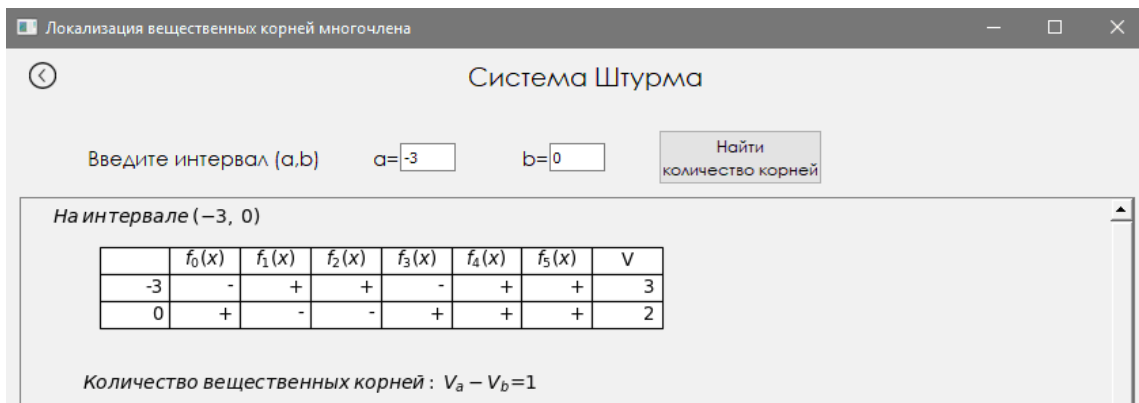 Локализация вещественных корней многочлена
Система Штурма
Введите интервал (a,b) a= -3 b= 0 Найти
количество корней
На интервале (−3, 0)
f₀(x) f₁(x) f₂(x) f₃(x) f₄(x) f₅(x) V
-3 - + + - + + 3
0 + - - + + + 2
Количество вещественных корней : Vₐ − V_b=1